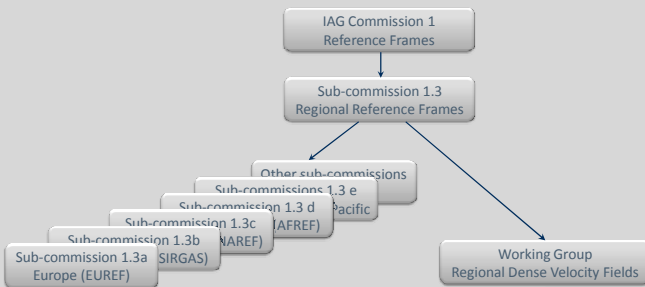 IAG Commission 1
Reference Frames
Sub-commission 1.3
Regional Reference Frames
Other sub-commissions
Sub-commissions 1.3 e
Pacific
Sub-commission 1.3 d
AFREF)
Sub-commission 1.3c
NAREF)
Sub-commission 1.3b
SIRGAS)
Sub-commission 1.3a
Europe (EUREF)
Working Group
Regional Dense Velocity Fields